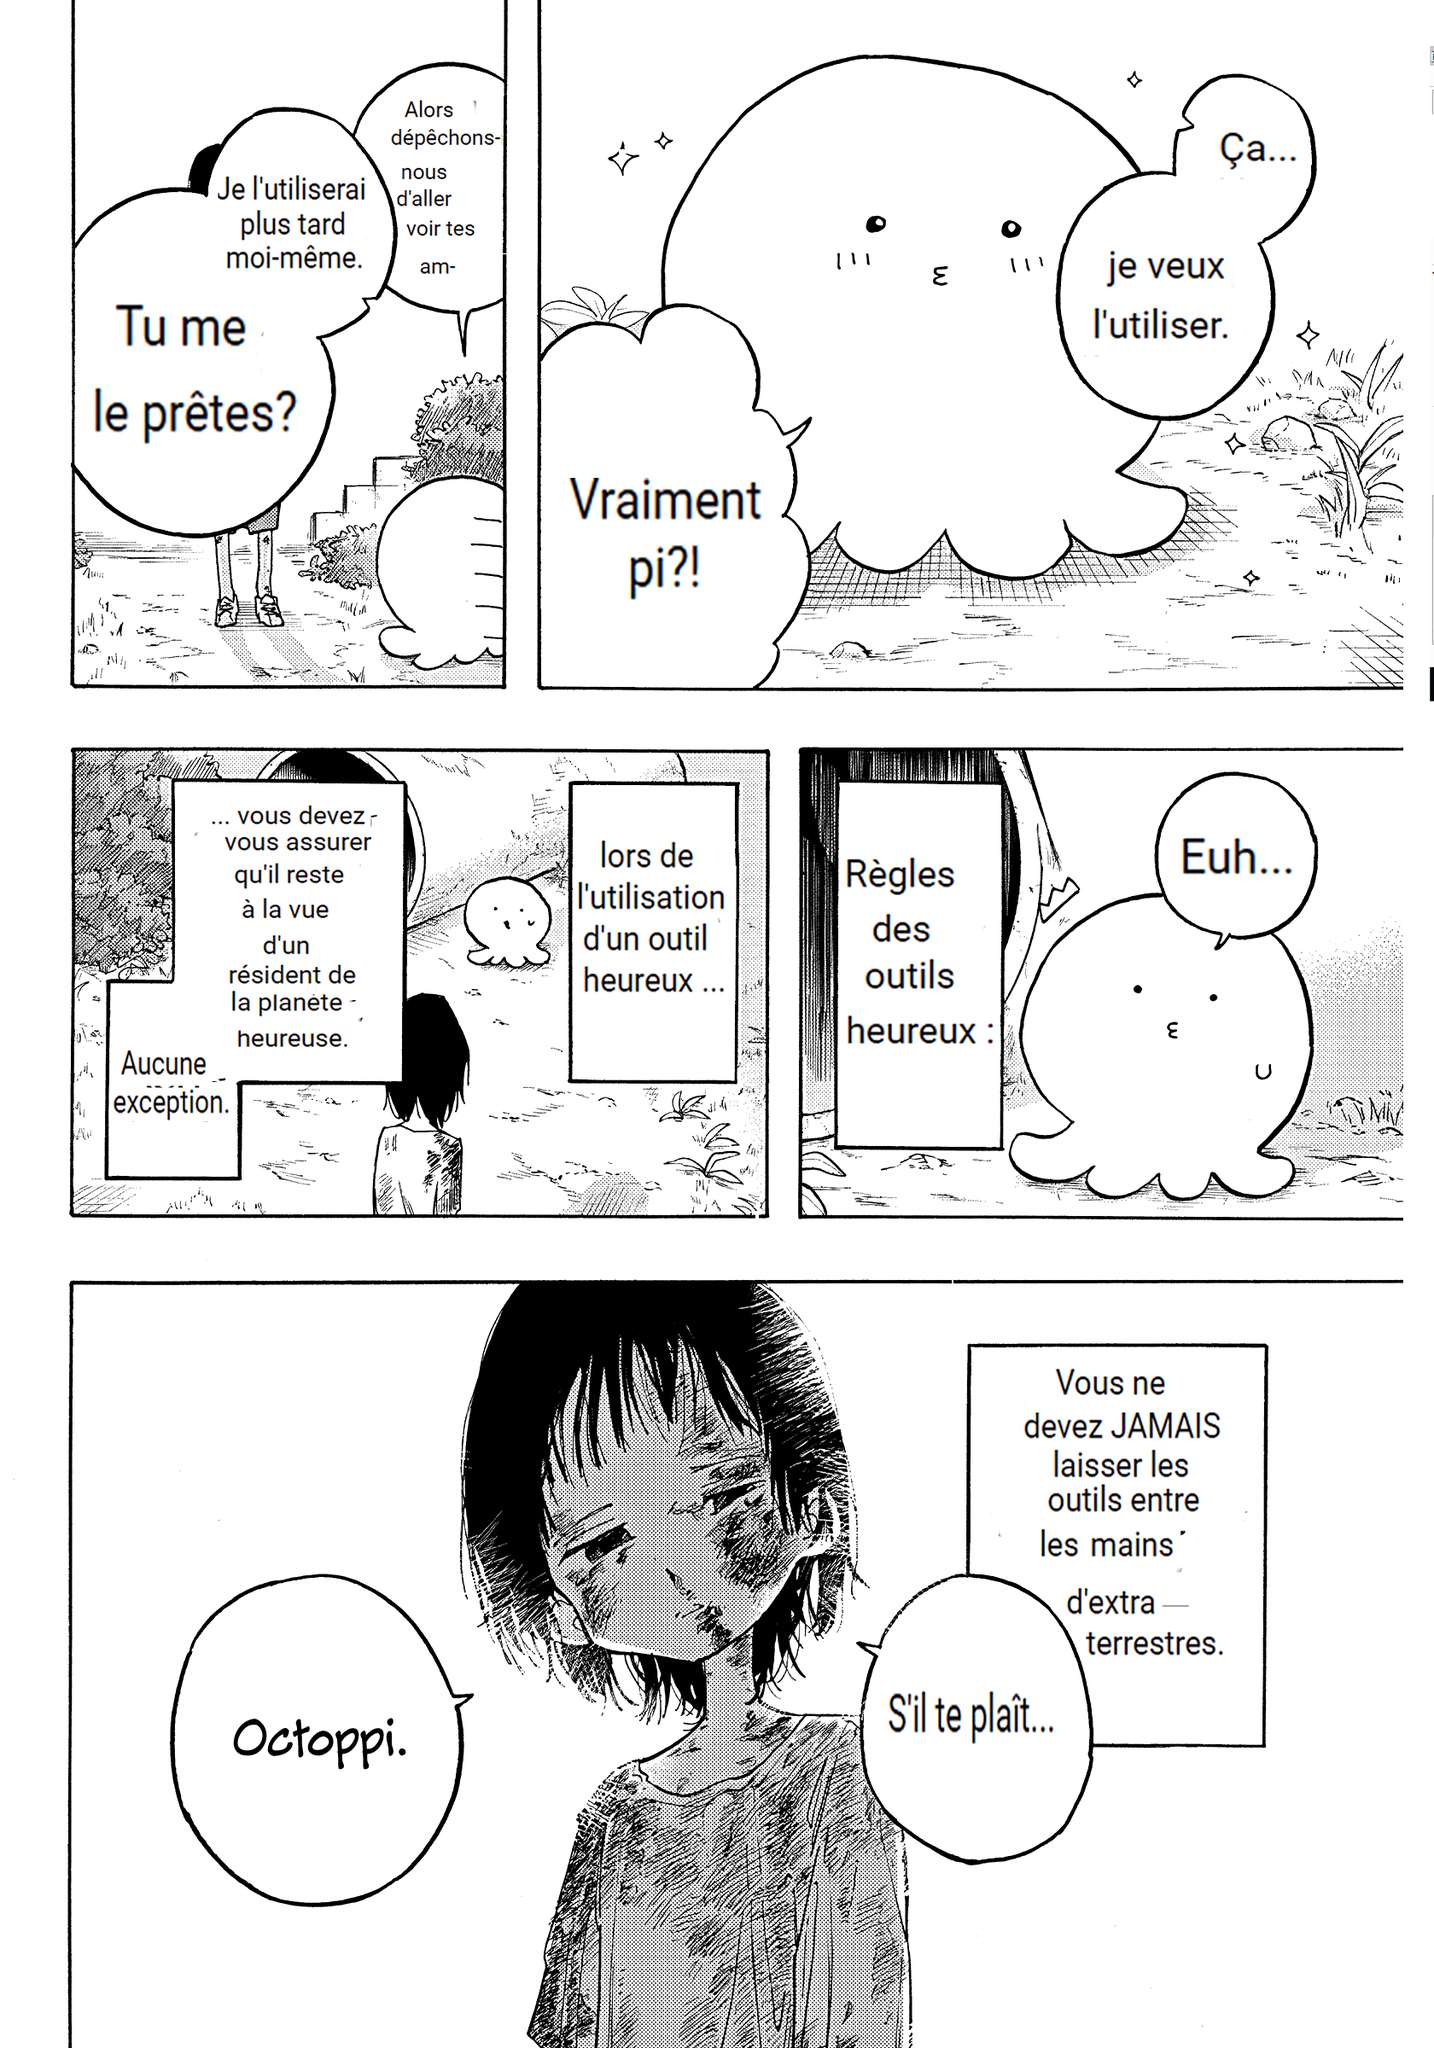 Ça...
je veux
l'utiliser.
Vraiment
pi?!
Alors
dépêchons-
nous
d'aller
voir tes
am-
Je l'utiliserai
plus tard
moi-même.
Tu me
le prêtes?
Euh...
Règles
des
outils
heureux :
lors de
l'utilisation
d'un outil
heureux ...
... vous devez
vous assurer
qu'il reste
à la vue
d'un
résident de
la planète
heureuse.
Aucune
exception.
Vous ne
devez JAMAIS
laisser les
outils entre
les mains
d'extra
terrestres.
S'il te plaît...
Octoppi.